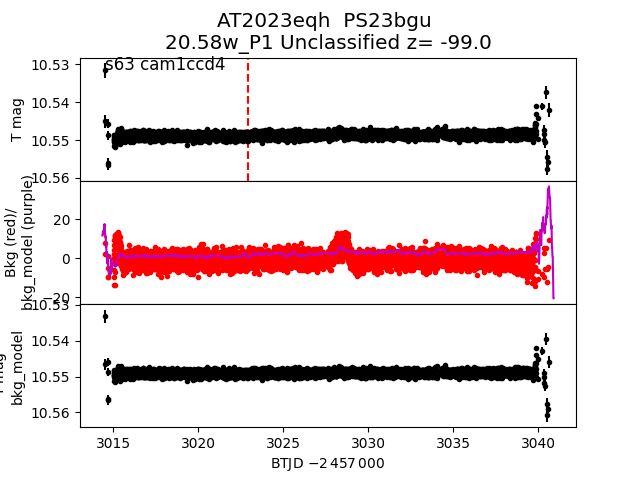 AT2023eqh  PS23bgu
20.58w_P1 Unclassified z= -99.0
s63 cam1ccd4
10.53
10.54
10.55
10.56
T mag
20
0
−20
Bkg (red)/
bkg_model (purple)
10.53
10.54
10.55
10.56
bkg_model
3015
3020
3025
3030
3035
3040
BTJD −2 457 000